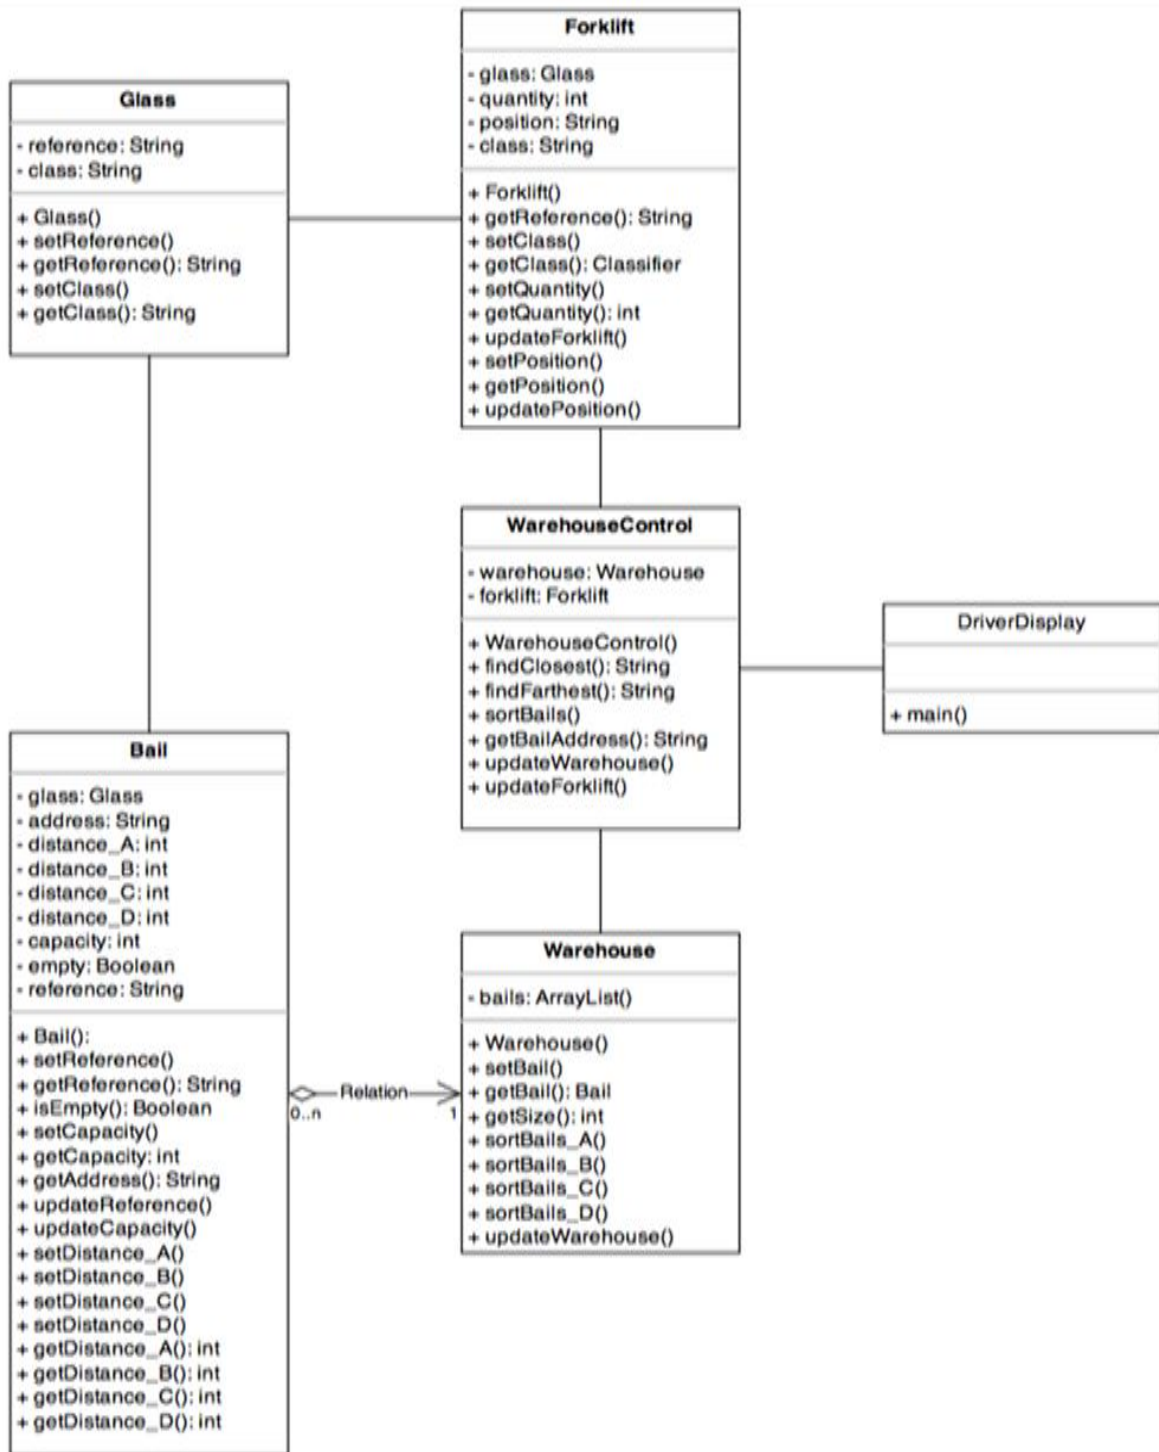 Forklift
- glass: Glass
- quantity: int
- position: String
- class: String
+ Forklift()
+ getReference(): String
+ setClass()
+ getClass(): Classifier
+ setQuantity()
+ getQuantity(): int
+ updateForklift()
+ setPosition()
+ getPosition()
+ updatePosition()
Glass
- reference: String
- class: String
+ Glass()
+ setReference()
+ getReference(): String
+ setClass()
+ getClass(): String
WarehouseControl
- warehouse: Warehouse
- forklift: Forklift
+ WarehouseControl()
+ findClosest(): String
+ findFarthest(): String
+ sortBails()
+ getBailAddress(): String
+ updateWarehouse()
+ updateForklift()
DriverDisplay
+ main()
Bail
- glass: Glass
- address: String
- distance_A: int
- distance_B: int
- distance_C: int
- distance_D: int
- capacity: int
- empty: Boolean
- reference: String
+ Bail():
+ setReference()
+ getReference(): String
+ isEmpty(): Boolean
+ setCapacity()
+ getCapacity: int
+ getAddress(): String
+ updateReference()
+ updateCapacity()
+ setDistance_A()
+ setDistance_B()
+ setDistance_C()
+ setDistance_D()
+ getDistance_A(): int
+ getDistance_B(): int
+ getDistance_C(): int
+ getDistance_D(): int
Relation
0..n
1
Warehouse
- bails: ArrayList()
+ Warehouse()
+ setBail()
+ getBail(): Bail
+ getSize(): int
+ sortBails_A()
+ sortBails_B()
+ sortBails_C()
+ sortBails_D()
+ updateWarehouse()